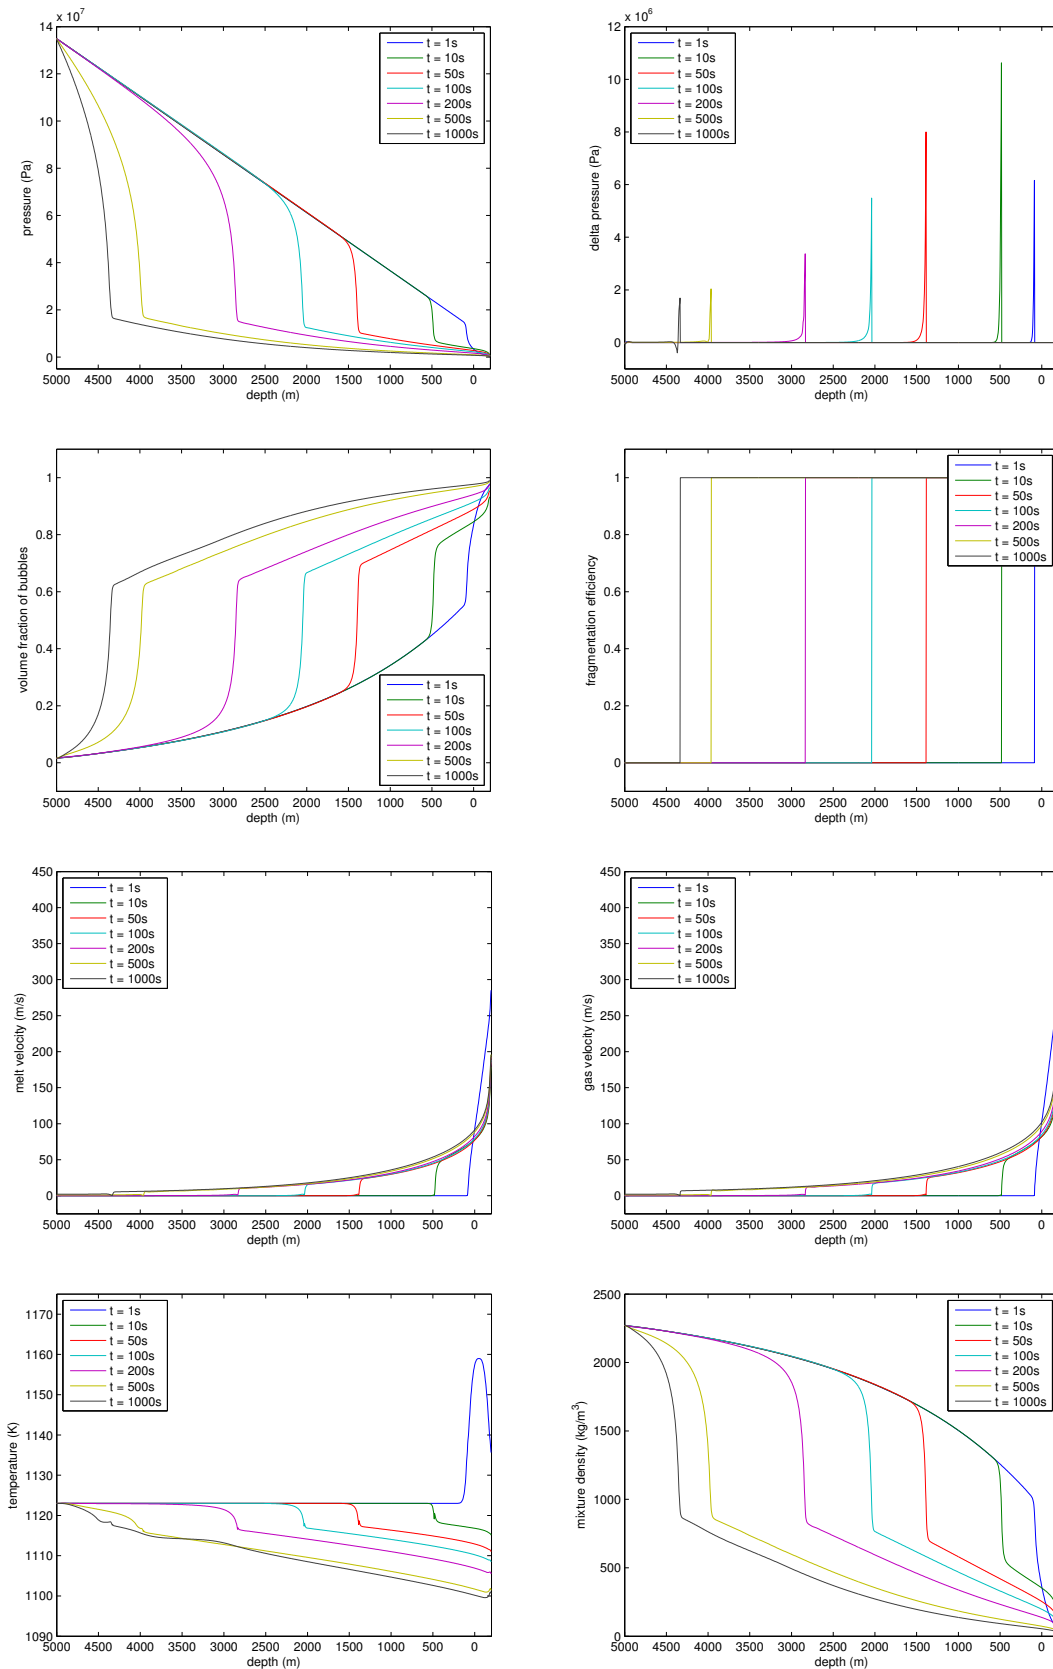 x 10^7
14
12
10
8
6
4
2
0
pressure (Pa)
t = 1s
t = 10s
t = 50s
t = 100s
t = 200s
t = 500s
t = 1000s
5000 4500 4000 3500 3000 2500 2000 1500 1000 500 0
depth (m)
x 10^6
12
10
8
6
4
2
0
delta pressure (Pa)
t = 1s
t = 10s
t = 50s
t = 100s
t = 200s
t = 500s
t = 1000s
5000 4500 4000 3500 3000 2500 2000 1500 1000 500 0
depth (m)
1
0.8
0.6
0.4
0.2
0
volume fraction of bubbles
t = 1s
t = 10s
t = 50s
t = 100s
t = 200s
t = 500s
t = 1000s
5000 4500 4000 3500 3000 2500 2000 1500 1000 500 0
depth (m)
1
0.8
0.6
0.4
0.2
0
fragmentation efficiency
t = 1s
t = 10s
t = 50s
t = 100s
t = 200s
t = 500s
t = 1000s
5000 4500 4000 3500 3000 2500 2000 1500 1000 500 0
depth (m)
450
400
350
300
250
200
150
100
50
0
melt velocity (m/s)
t = 1s
t = 10s
t = 50s
t = 100s
t = 200s
t = 500s
t = 1000s
5000 4500 4000 3500 3000 2500 2000 1500 1000 500 0
depth (m)
450
400
350
300
250
200
150
100
50
0
gas velocity (m/s)
t = 1s
t = 10s
t = 50s
t = 100s
t = 200s
t = 500s
t = 1000s
5000 4500 4000 3500 3000 2500 2000 1500 1000 500 0
depth (m)
1175
1160
1150
1140
1130
1120
1110
1100
1090
temperature (K)
t = 1s
t = 10s
t = 50s
t = 100s
t = 200s
t = 500s
t = 1000s
5000 4500 4000 3500 3000 2500 2000 1500 1000 500 0
depth (m)
2500
2000
1500
1000
500
0
mixture density (kg/m³)
t = 1s
t = 10s
t = 50s
t = 100s
t = 200s
t = 500s
t = 1000s
5000 4500 4000 3500 3000 2500 2000 1500 1000 500 0
depth (m)